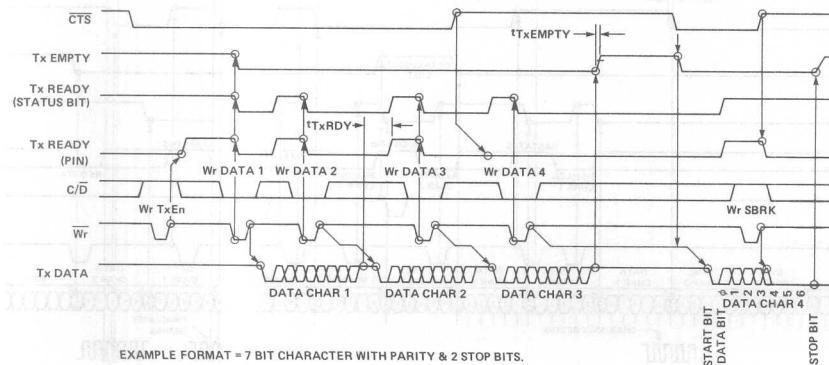 CTS
tTxEMPTY
Tx EMPTY
Tx READY
(STATUS BIT)
tTxRDY
Tx READY
(PIN)
Wr DATA 1
Wr DATA 2
Wr DATA 3
Wr DATA 4
C/D
Wr TxEn
Wr SBRK
Wr
Tx DATA
DATA CHAR 1
DATA CHAR 2
DATA CHAR 3
0 1 2 3 4 5 6
DATA CHAR 4
START BIT
DATA BIT
STOP BIT
EXAMPLE FORMAT = 7 BIT CHARACTER WITH PARITY & 2 STOP BITS.